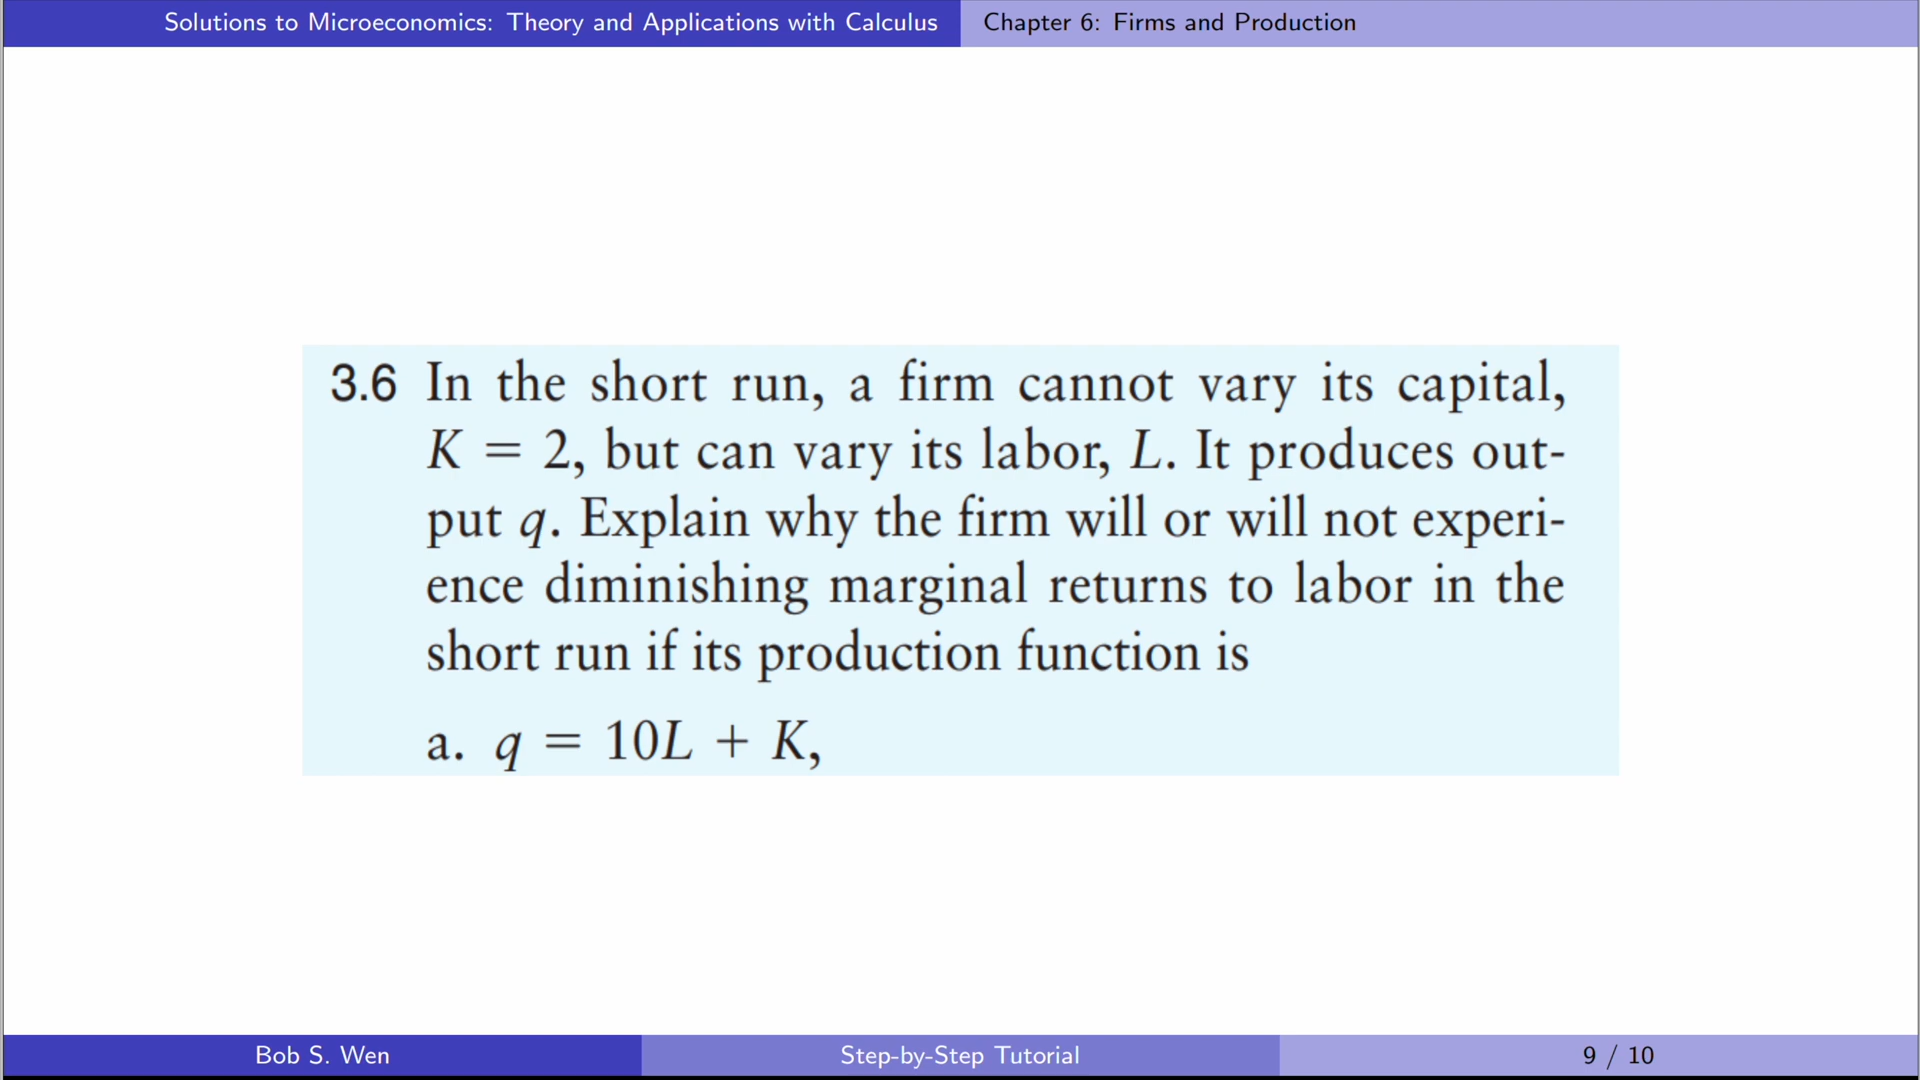 Solutions to Microeconomics: Theory and Applications with Calculus
Chapter 6: Firms and Production
3.6 In the short run, a firm cannot vary its capital,
K = 2, but can vary its labor, L. It produces out-
put q. Explain why the firm will or will not experi-
ence diminishing marginal returns to labor in the
short run if its production function is
a. q = 10L + K,
Bob S. Wen
Step-by-Step Tutorial
9 / 10